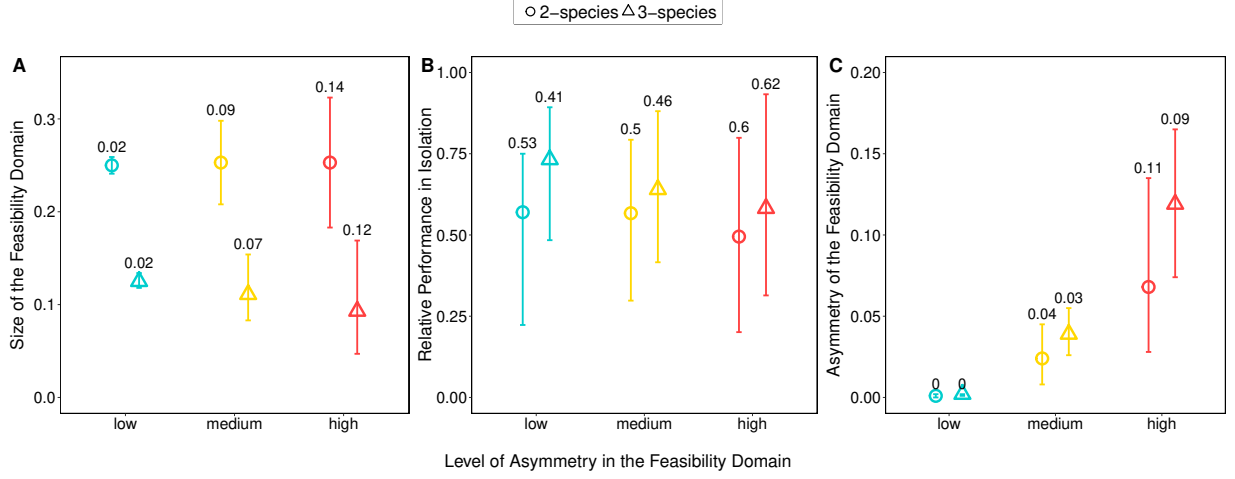 2−species 3−species
A
Size of the Feasibility Domain
0.3
0.2
0.1
0.0
0.02
0.02
0.09
0.07
0.14
0.12
low medium high
B
Relative Performance in Isolation
1.00
0.75
0.50
0.25
0.00
0.53
0.41
0.5
0.46
0.6
0.62
low medium high
C
Asymmetry of the Feasibility Domain
0.20
0.15
0.10
0.05
0.00
0
0
0.04
0.03
0.11
0.09
low medium high
Level of Asymmetry in the Feasibility Domain